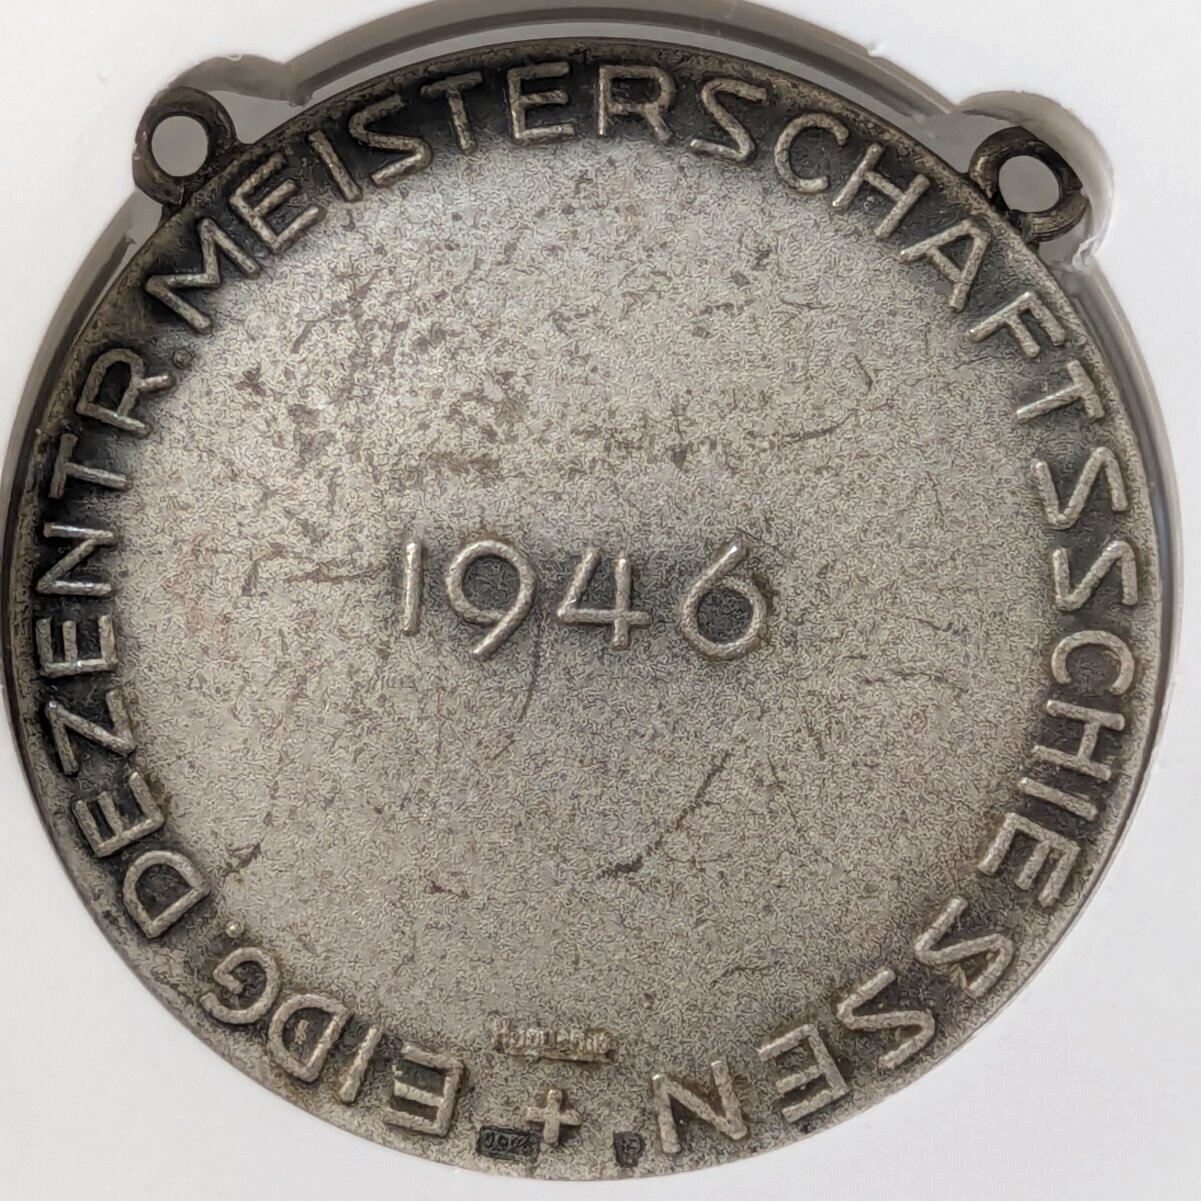 EIDG. DEZENTR. MEISTERSCHAFTSSCHIESSEN
1946